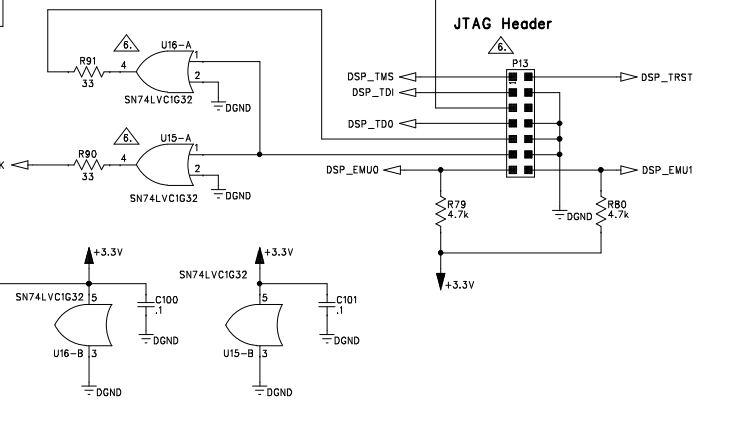 JTAG Header
6.
P13
1
DSP_TMS
DSP_TRST
DSP_TDI
DSP_TDO
DSP_EMU0
DSP_EMU1
R79
4.7k
R80
4.7k
DGND
+3.3V
6.
U16-A
R91
33
4
1
2
SN74LVC1G32
DGND
6.
U15-A
K
R90
33
4
1
2
SN74LVC1G32
DGND
+3.3V
SN74LVC1G32
5
C100
.1
DGND
U16-B
3
DGND
+3.3V
SN74LVC1G32
5
C101
.1
DGND
U15-B
3
DGND